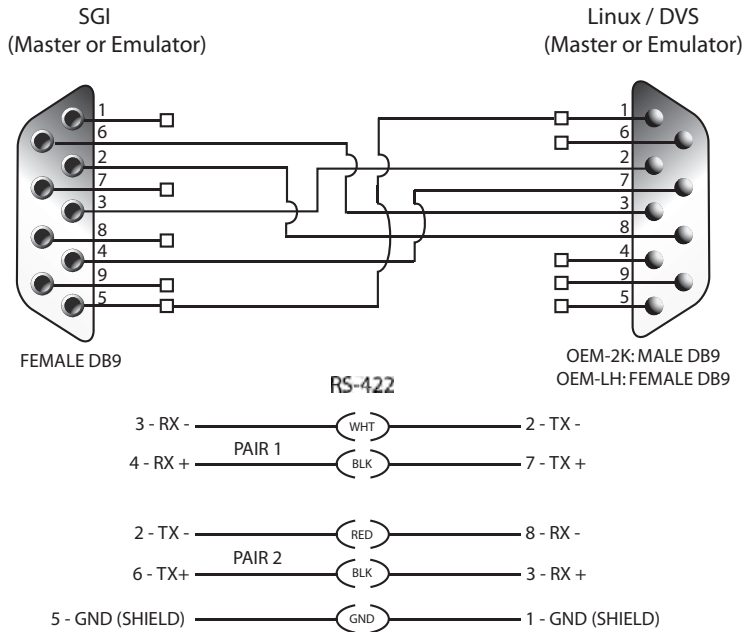 SGI
(Master or Emulator)
Linux / DVS
(Master or Emulator)
1
6
2
7
3
8
4
9
5
1
6
2
7
3
8
4
9
5
FEMALE DB9
OEM-2K: MALE DB9
OEM-LH: FEMALE DB9
RS-422
3 - RX - WHT 2 - TX -
PAIR 1
4 - RX + BLK 7 - TX +
2 - TX - RED 8 - RX -
PAIR 2
6 - TX+ BLK 3 - RX +
5 - GND (SHIELD) GND 1 - GND (SHIELD)